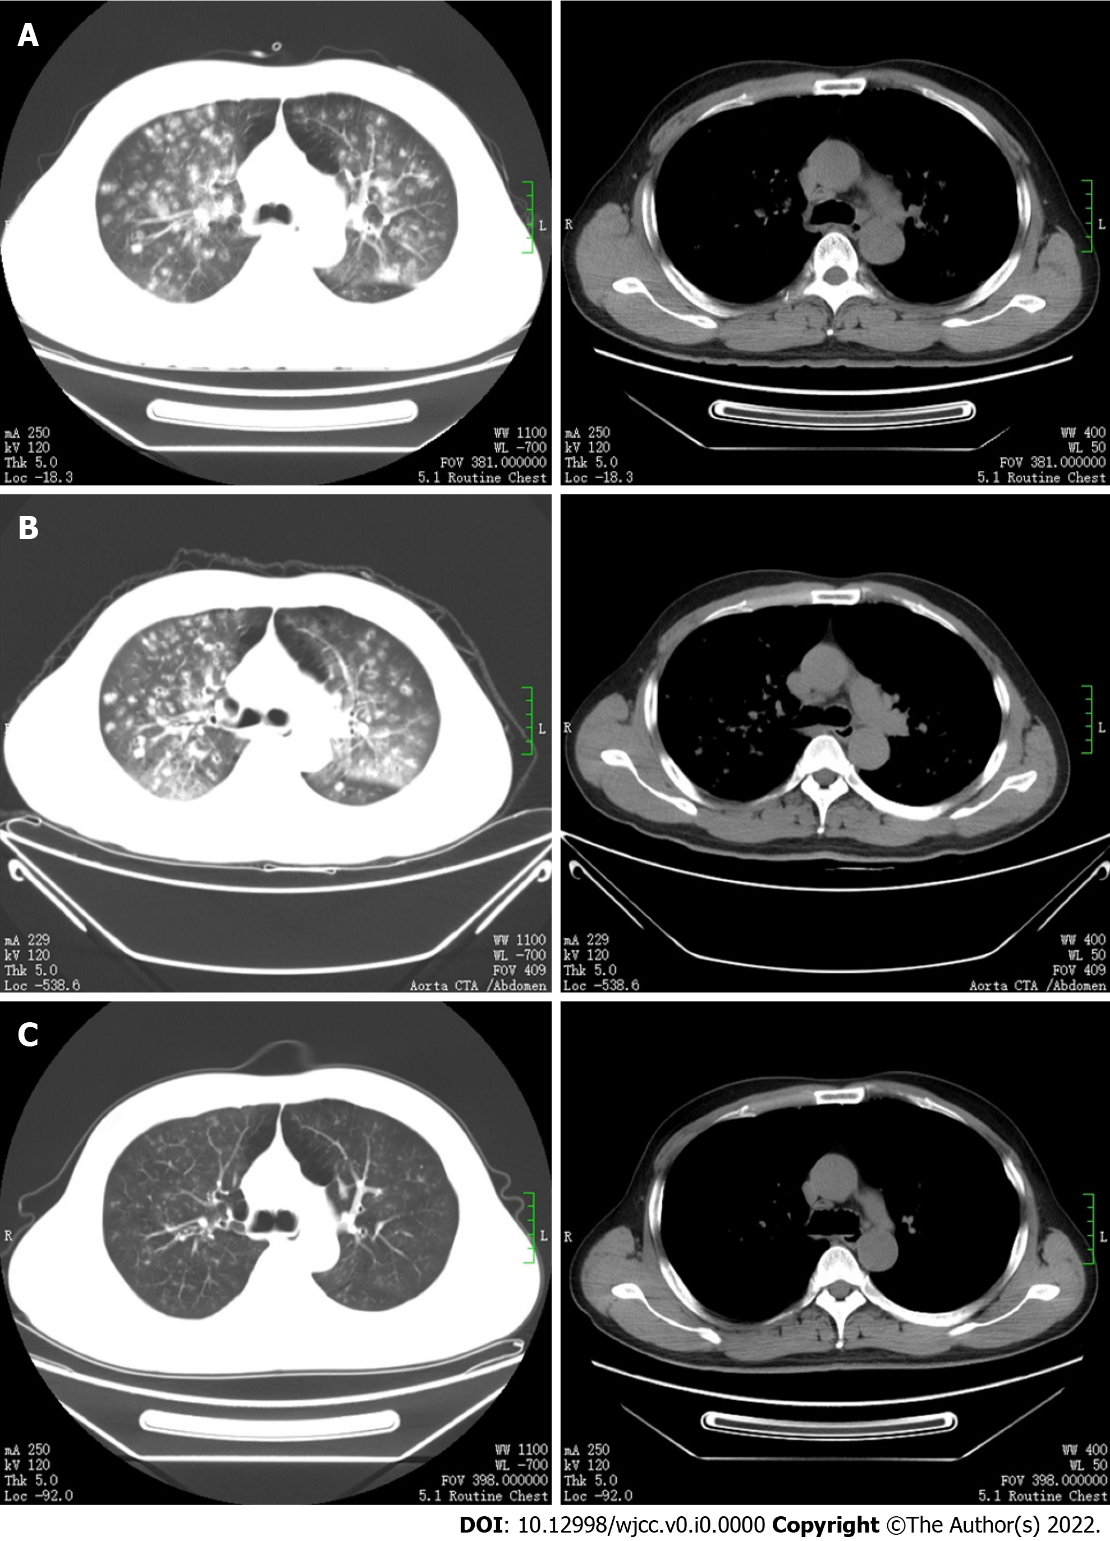 A
R
L
L
mA 250
kV 120
Thk 5.0
Loc -18.3
WW 1100
WL -700
FOV 381.000000
5.1 Routine Chest
mA 250
kV 120
Thk 5.0
Loc -18.3
WW 400
WL 50
FOV 381.000000
5.1 Routine Chest
B
R
L
L
mA 229
kV 120
Thk 5.0
Loc -538.6
WW 1100
WL -700
FOV 409
Aorta CTA /Abdomen
mA 229
kV 120
Thk 5.0
Loc -538.6
WW 400
WL 50
FOV 409
Aorta CTA /Abdomen
C
R
L
R
L
mA 250
kV 120
Thk 5.0
Loc -92.0
WW 1100
WL -700
FOV 398.000000
5.1 Routine Chest
mA 250
kV 120
Thk 5.0
Loc -92.0
WW 400
WL 50
FOV 398.000000
5.1 Routine Chest
DOI: 10.12998/wjcc.v0.i0.0000 Copyright ©The Author(s) 2022.